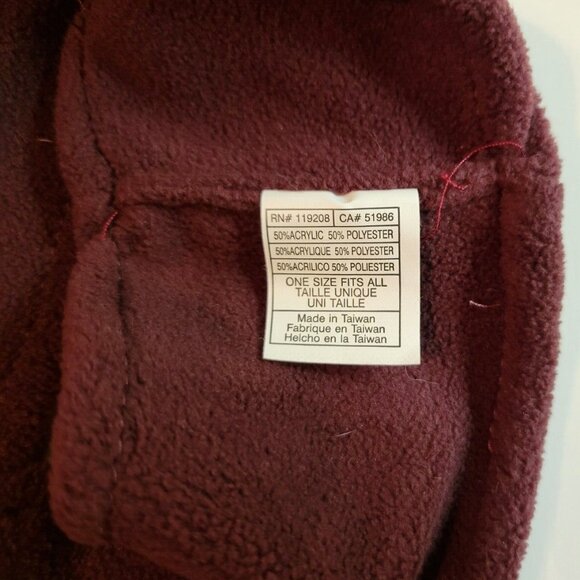 RN# 119208 CA# 51986
50%ACRYLIC 50% POLYESTER
50%ACRYLIQUE 50% POLYESTER
50%ACRILICO 50% POLIESTER
ONE SIZE FITS ALL
TAILLE UNIQUE
UNI TAILLE
Made in Taiwan
Fabrique en Taiwan
Helcho en la Taiwan